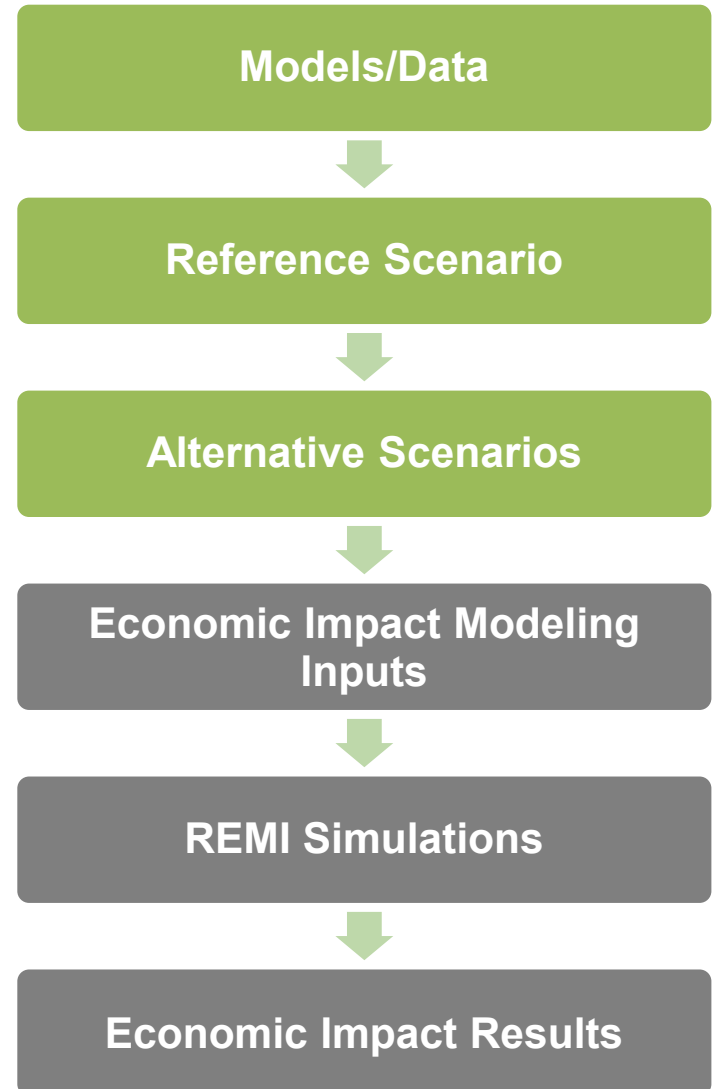 Models/Data
Reference Scenario
Alternative Scenarios
Economic Impact Modeling
Inputs
REMI Simulations
Economic Impact Results